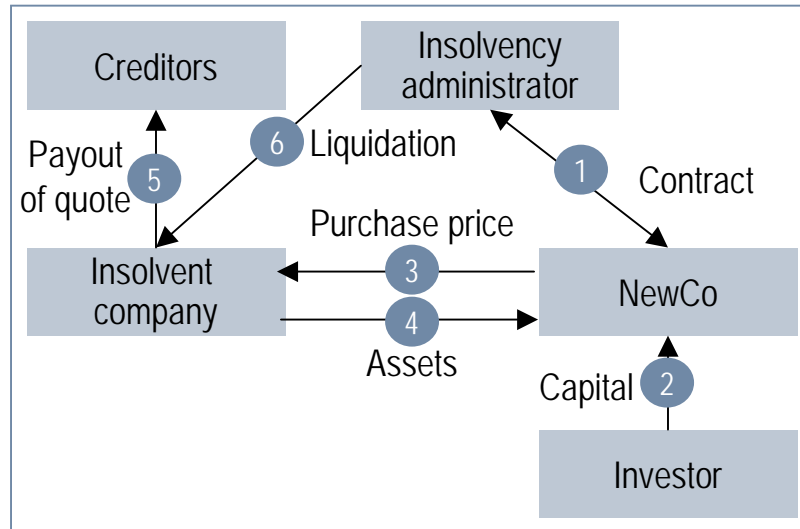 Creditors
Insolvency
administrator
Payout
of quote
5
6
Liquidation
1
Contract
Purchase price
Insolvent
company
3
4
NewCo
Assets
Capital
2
Investor